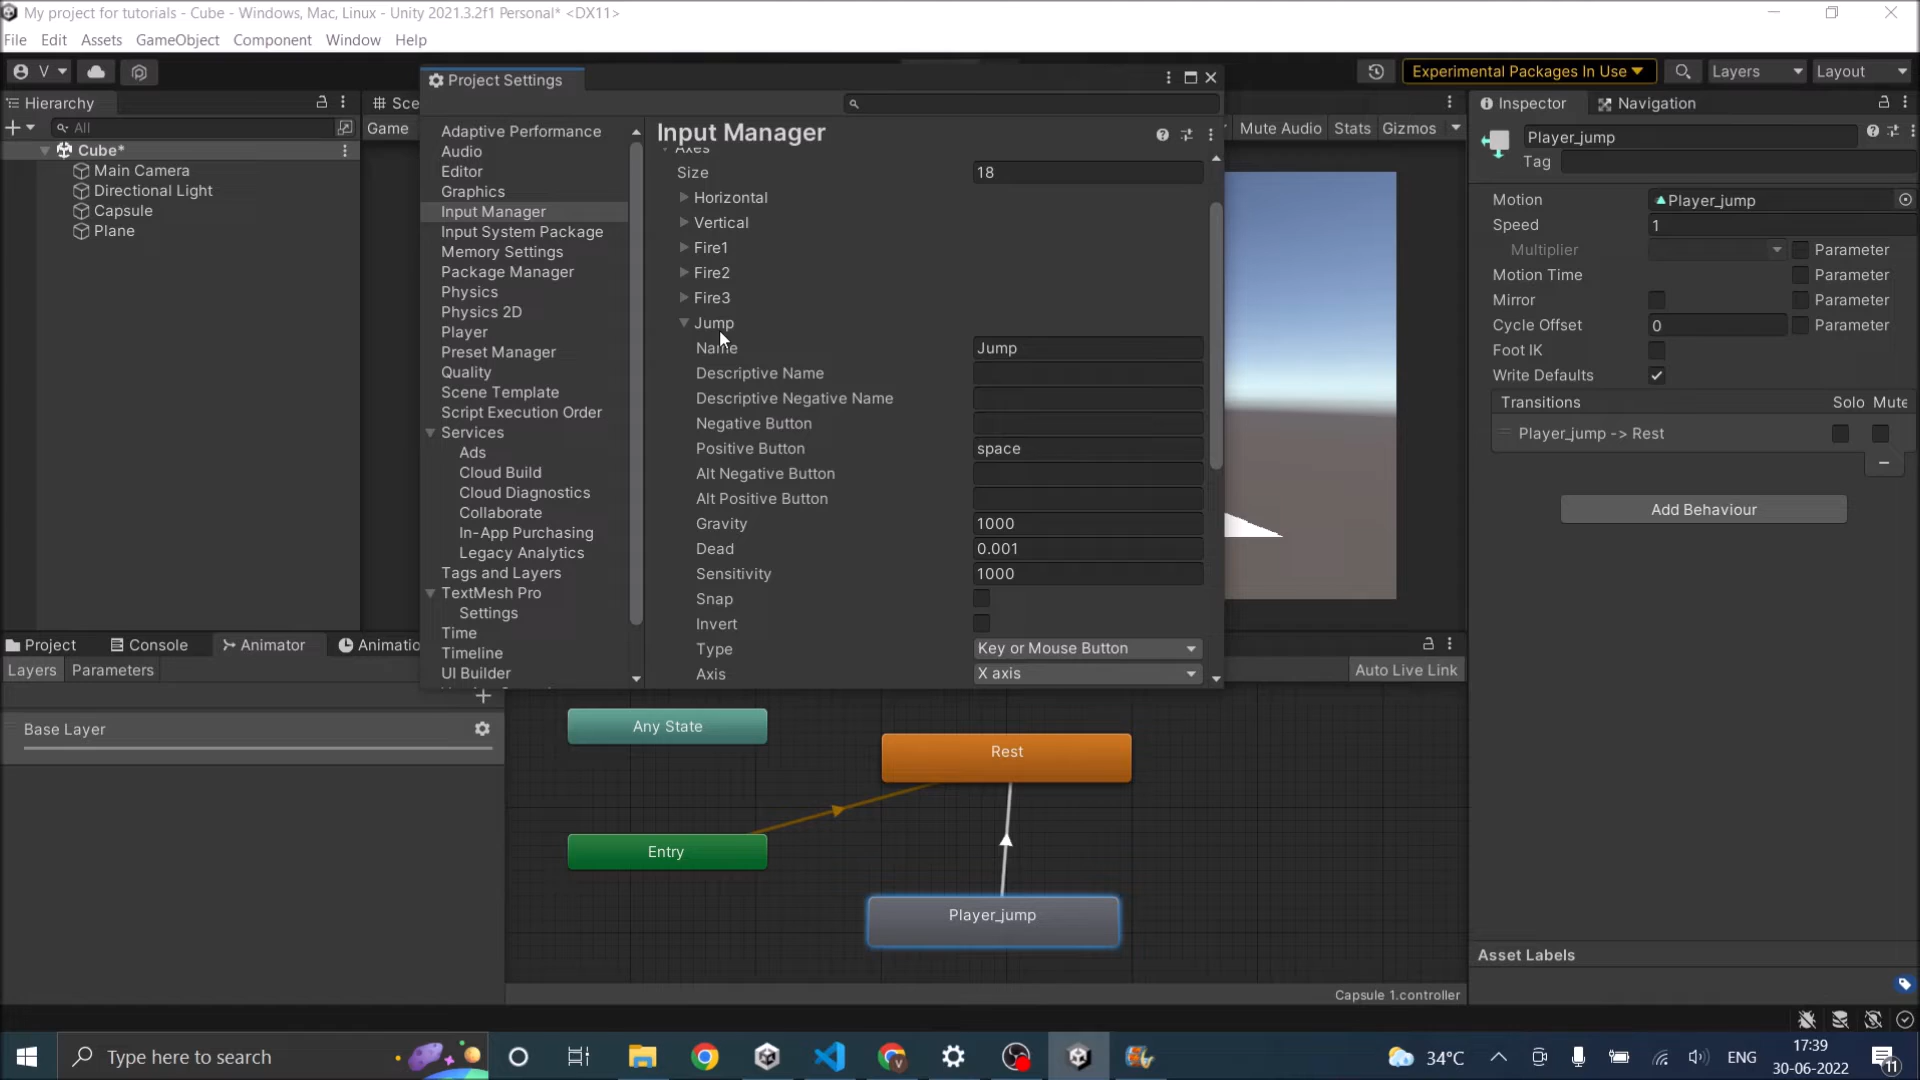 My project for tutorials - Cube - Windows, Mac, Linux - Unity 2021.3.2f1 Personal* <DX11>
File Edit Assets GameObject Component Window Help
V
Experimental Packages In Use
Layers
Layout
Hierarchy
All
Cube*
Main Camera
Directional Light
Capsule
Plane
Sce
Game
Project Settings
Adaptive Performance
Audio
Editor
Graphics
Input Manager
Input System Package
Memory Settings
Package Manager
Physics
Physics 2D
Player
Preset Manager
Quality
Scene Template
Script Execution Order
Services
Ads
Cloud Build
Cloud Diagnostics
Collaborate
In-App Purchasing
Legacy Analytics
Tags and Layers
TextMesh Pro
Settings
Time
Timeline
UI Builder
Input Manager
Axes
Size 18
Horizontal
Vertical
Fire1
Fire2
Fire3
Jump
Name Jump
Descriptive Name
Descriptive Negative Name
Negative Button
Positive Button space
Alt Negative Button
Alt Positive Button
Gravity 1000
Dead 0.001
Sensitivity 1000
Snap
Invert
Type Key or Mouse Button
Axis X axis
Mute Audio Stats Gizmos
Inspector Navigation
Player_jump
Tag
Motion Player_jump
Speed 1
Multiplier Parameter
Motion Time Parameter
Mirror Parameter
Cycle Offset 0 Parameter
Foot IK
Write Defaults
Transitions Solo Mute
Player_jump -> Rest
Add Behaviour
Asset Labels
Project Console Animator Animatio
Layers Parameters
Auto Live Link
Base Layer
Any State
Rest
Entry
Player_jump
Capsule 1.controller
Type here to search
34°C
ENG
17:39
30-06-2022
11